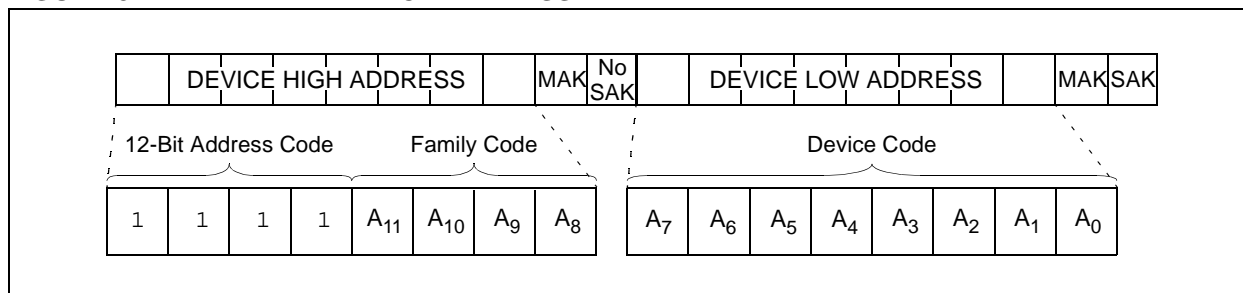 DEVICE HIGH ADDRESS MAK No SAK DEVICE LOW ADDRESS MAK SAK
12-Bit Address Code Family Code Device Code
1 1 1 1 A11 A10 A9 A8 A7 A6 A5 A4 A3 A2 A1 A0